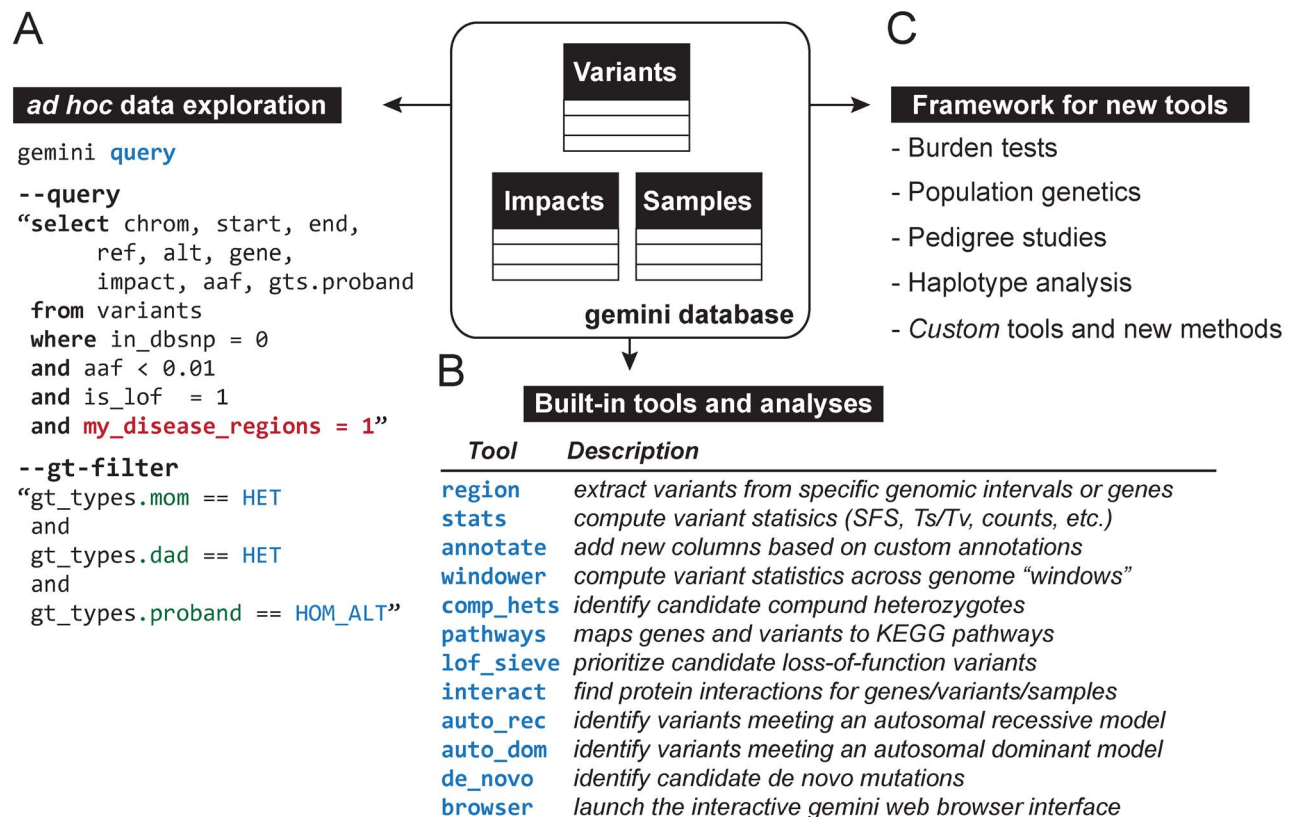 A
ad hoc data exploration
gemini query
--query
“select chrom, start, end,
ref, alt, gene,
impact, aaf, gts.proband
from variants
where in_dbsnp = 0
and aaf < 0.01
and is_lof = 1
and my_disease_regions = 1”
--gt-filter
“gt_types.mom == HET
and
gt_types.dad == HET
and
gt_types.proband == HOM_ALT”
Variants
Impacts
Samples
gemini database
B
Built-in tools and analyses
Tool Description
region extract variants from specific genomic intervals or genes
stats compute variant statisics (SFS, Ts/Tv, counts, etc.)
annotate add new columns based on custom annotations
windower compute variant statistics across genome “windows”
comp_hets identify candidate compund heterozygotes
pathways maps genes and variants to KEGG pathways
lof_sieve prioritize candidate loss-of-function variants
interact find protein interactions for genes/variants/samples
auto_rec identify variants meeting an autosomal recessive model
auto_dom identify variants meeting an autosomal dominant model
de_novo identify candidate de novo mutations
browser launch the interactive gemini web browser interface
C
Framework for new tools
- Burden tests
- Population genetics
- Pedigree studies
- Haplotype analysis
- Custom tools and new methods